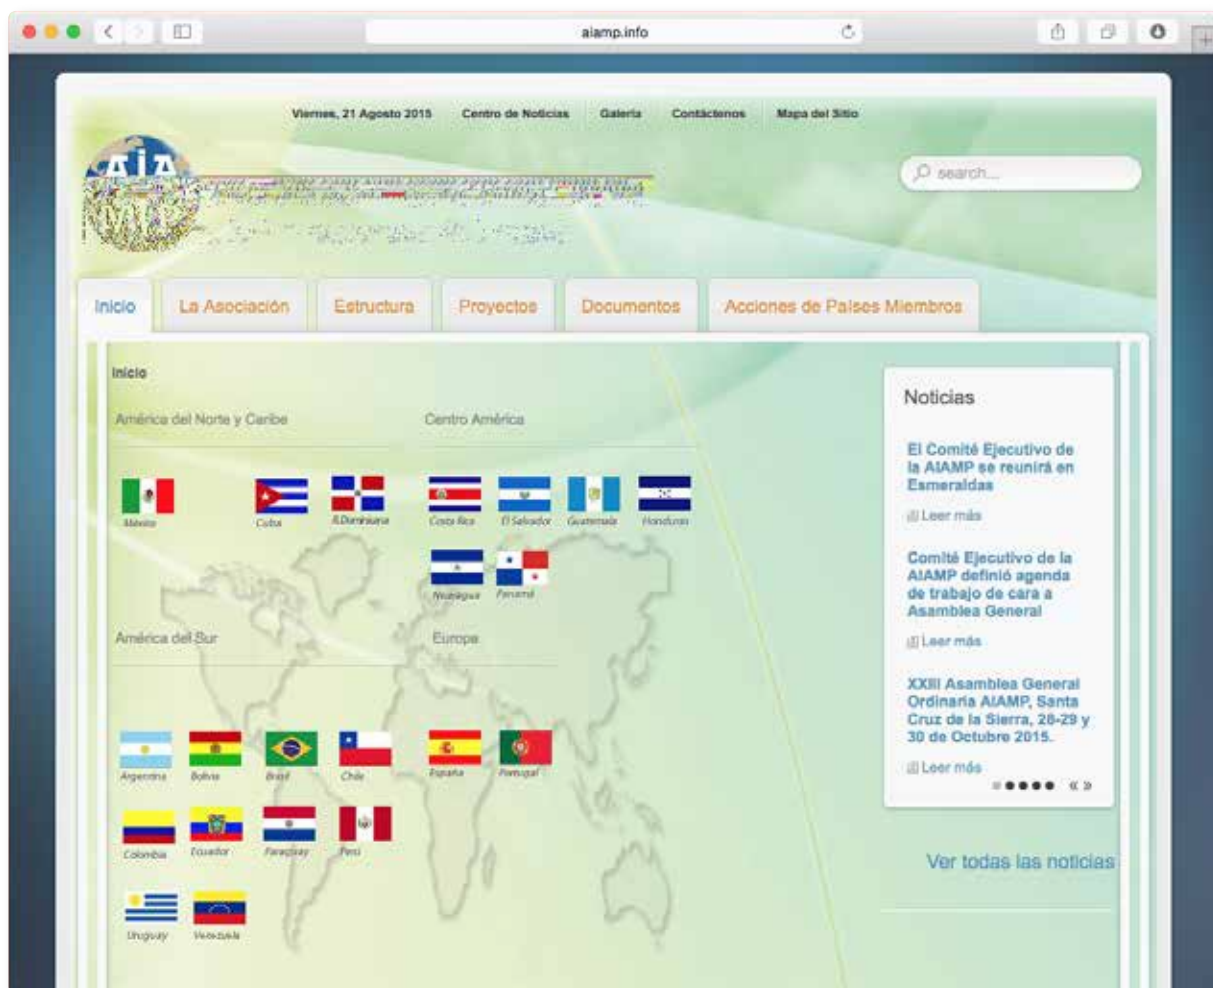 aiamp.info
Viernes, 21 Agosto 2015 Centro de Noticias Galería Contáctenos Mapa del Sitio
AIA
MP
search...
Inicio La Asociación Estructura Proyectos Documentos Acciones de Países Miembros
Inicio
América del Norte y Caribe Centro América
México Cuba R.Dominicana Costa Rica El Salvador Guatemala Honduras
Nicaragua Panamá
América del Sur Europa
Argentina Bolivia Brasil Chile España Portugal
Colombia Ecuador Paraguay Perú
Uruguay Venezuela
Noticias
El Comité Ejecutivo de
la AIAMP se reunirá en
Esmeraldas
Leer más
Comité Ejecutivo de la
AIAMP definió agenda
de trabajo de cara a
Asamblea General
Leer más
XXIII Asamblea General
Ordinaria AIAMP, Santa
Cruz de la Sierra, 28-29 y
30 de Octubre 2015.
Leer más
« »
Ver todas las noticias